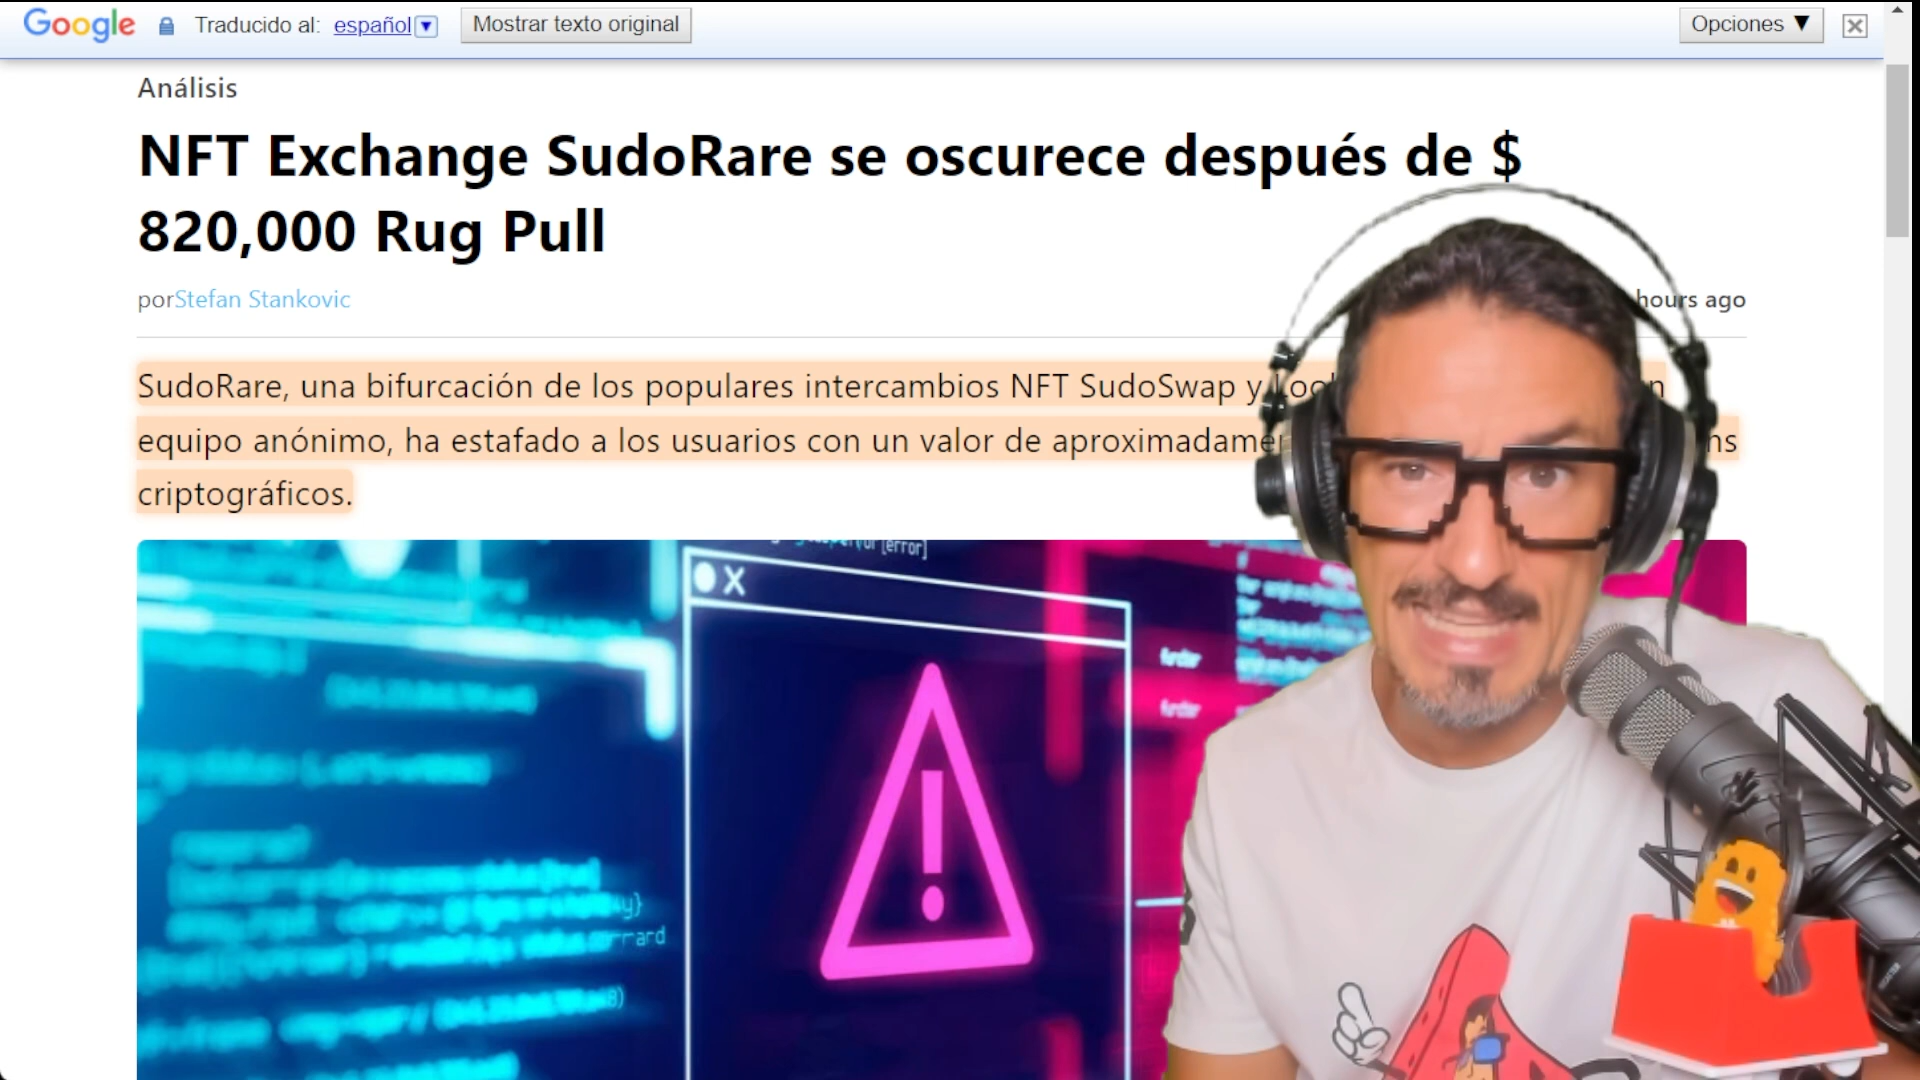 Google Traducido al: español Mostrar texto original Opciones ▼
Análisis
NFT Exchange SudoRare se oscurece después de $
820,000 Rug Pull
porStefan Stankovic hours ago
SudoRare, una bifurcación de los populares intercambios NFT SudoSwap y
equipo anónimo, ha estafado a los usuarios con un valor de
criptográficos.
[error]
X